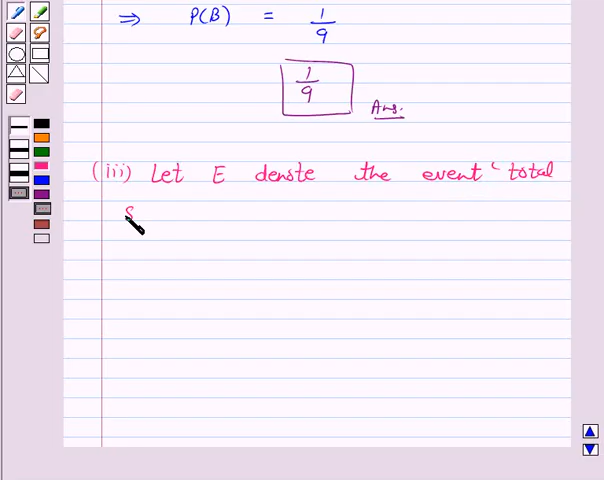 ⇒ P(B) = 1/9
1/9
Ans.
(iii) Let E denote the event ‘ total
s